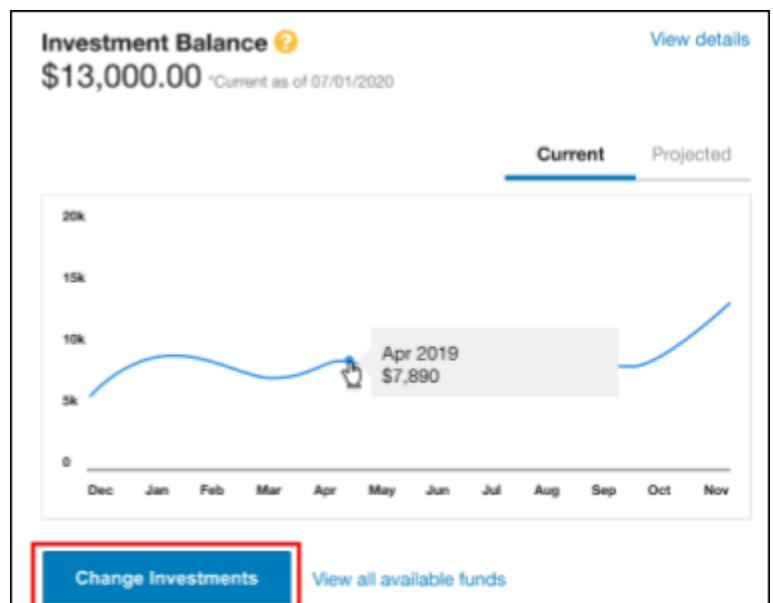 Investment Balance ?
View details
$13,000.00 *Current as of 07/01/2020
Current Projected
20k
15k
10k
5k
0
Apr 2019
$7,890
Dec Jan Feb Mar Apr May Jun Jul Aug Sep Oct Nov
Change Investments
View all available funds